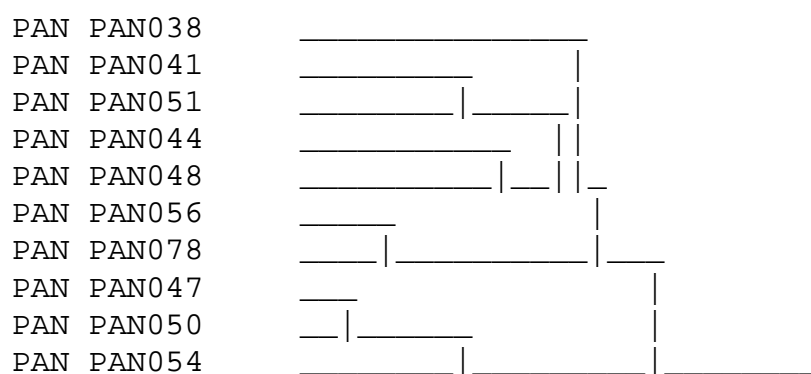 PAN PAN038
PAN PAN041
PAN PAN051
PAN PAN044
PAN PAN048
PAN PAN056
PAN PAN078
PAN PAN047
PAN PAN050
PAN PAN054